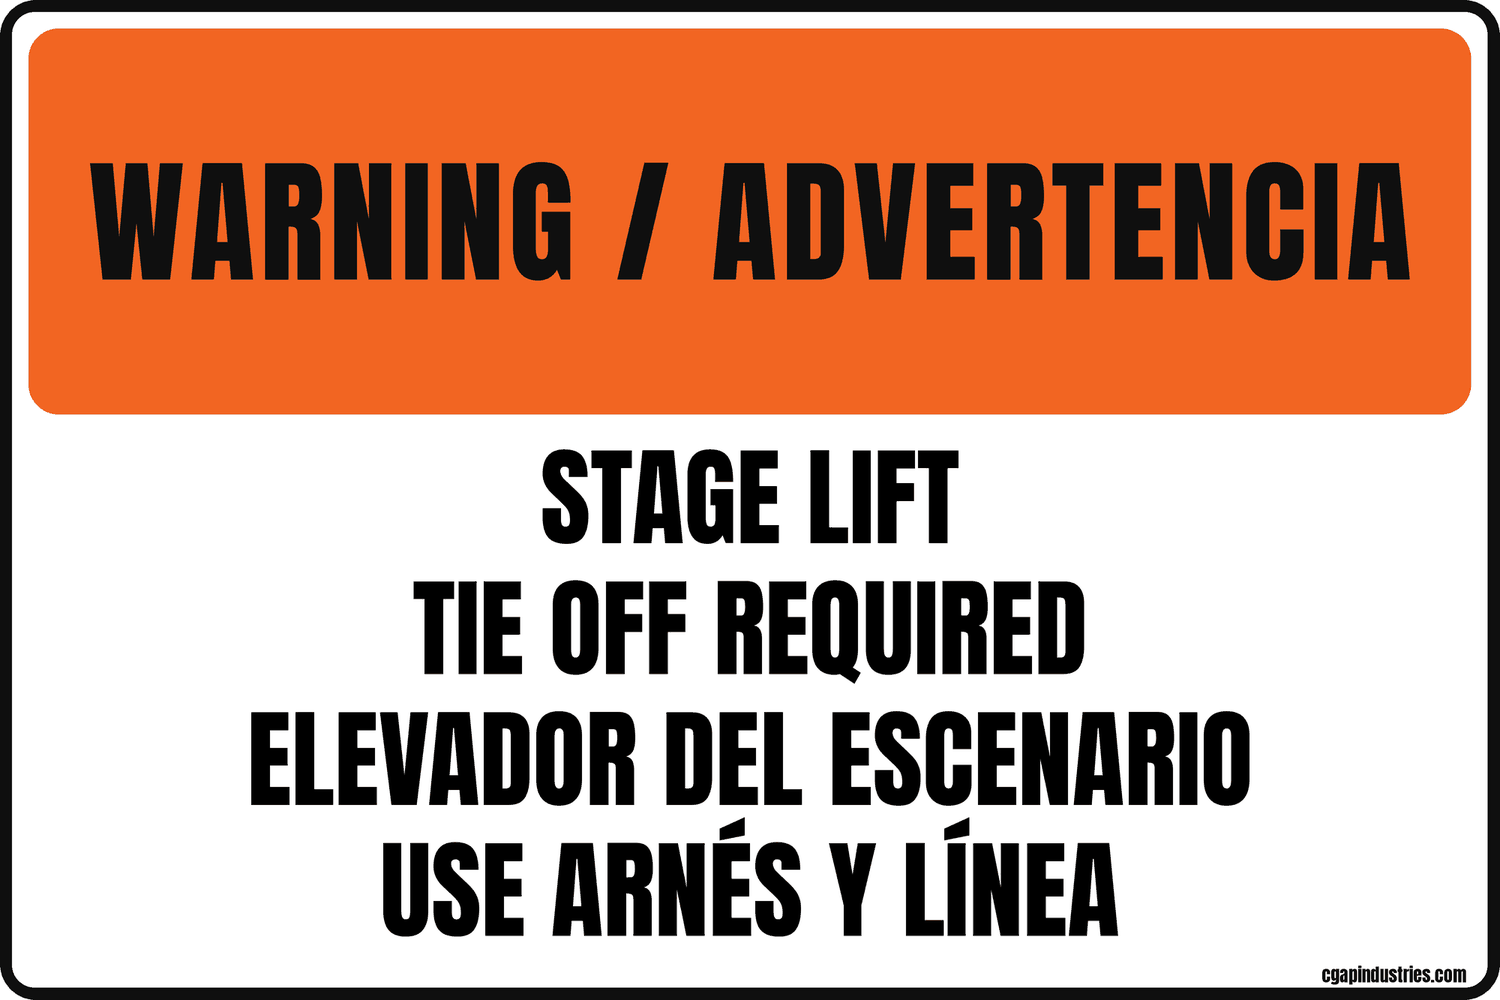 WARNING / ADVERTENCIA
STAGE LIFT
TIE OFF REQUIRED
ELEVADOR DEL ESCENARIO
USE ARNÉS Y LÍNEA
cgapindustries.com